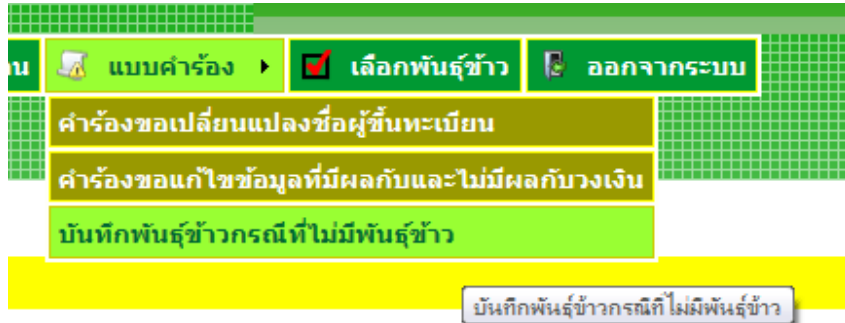 แบบคำร้อง เลือกพันธุ์ข้าว ออกจากระบบ
คำร้องขอเปลี่ยนแปลงชื่อผู้ขึ้นทะเบียน
คำร้องขอแก้ไขข้อมูลที่มีผลกับและไม่มีผลกับวงเงิน
บันทึกพันธุ์ข้าวกรณีที่ไม่มีพันธุ์ข้าว
บันทึกพันธุ์ข้าวกรณีที่ไม่มีพันธุ์ข้าว